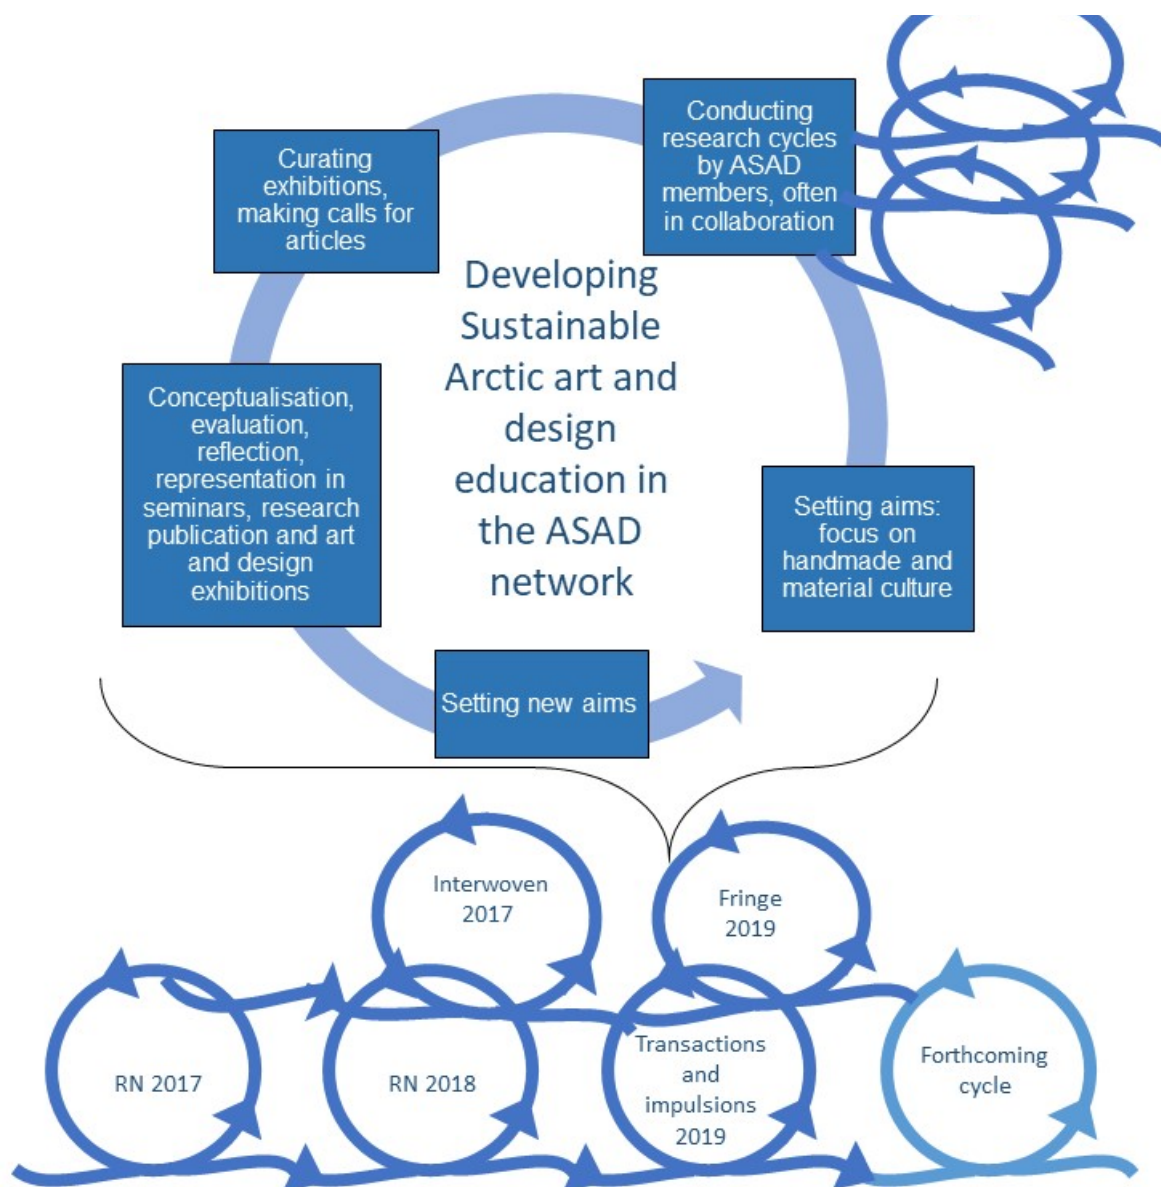 Conducting
research cycles
by ASAD
members, often
in collaboration
Curating
exhibitions,
making calls for
articles
Developing
Sustainable
Arctic art and
design
education in
the ASAD
network
Conceptualisation,
evaluation,
reflection,
representation in
seminars, research
publication and art
and design
exhibitions
Setting aims:
focus on
handmade and
material culture
Setting new aims
Interwoven
2017
Fringe
2019
RN 2017
RN 2018
Transactions
and
impulsions
2019
Forthcoming
cycle